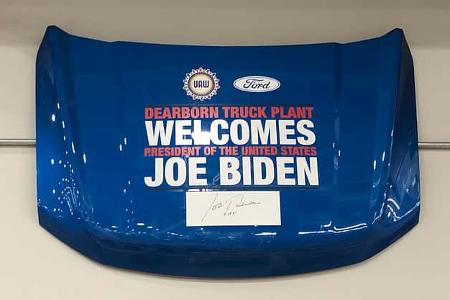 UAW
Ford
DEARBORN TRUCK PLANT
WELCOMES
PRESIDENT OF THE UNITED STATES
JOE BIDEN